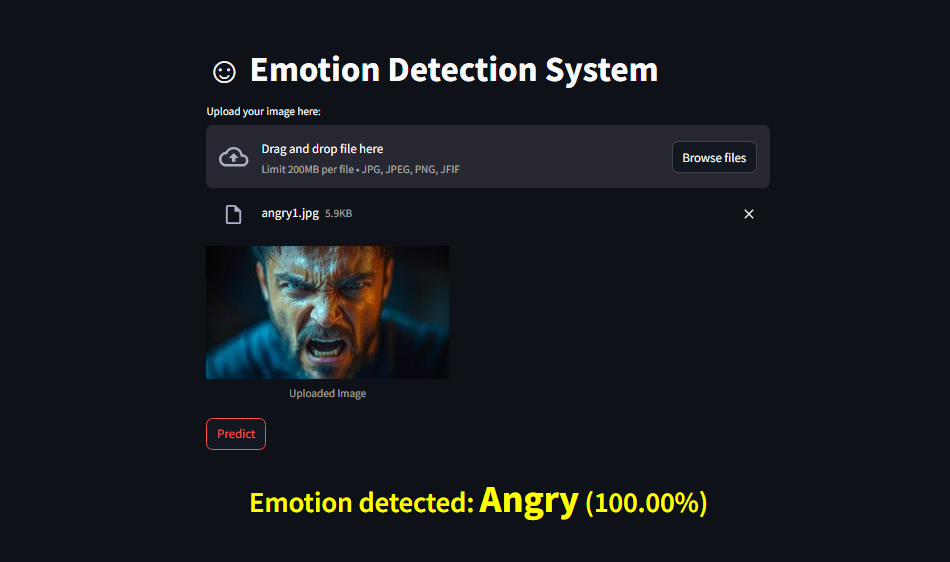 Emotion Detection System
Upload your image here:
Drag and drop file here
Limit 200MB per file • JPG, JPEG, PNG, JFIF
Browse files
angry1.jpg 5.9KB
Uploaded Image
Predict
Emotion detected: Angry (100.00%)